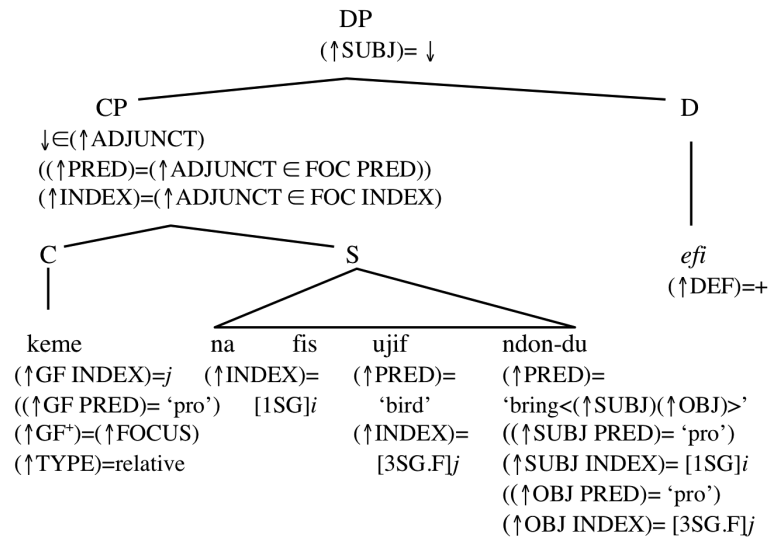 DP
(↑SUBJ)= ↓
CP D
↓∈(↑ADJUNCT)
((↑PRED)=(↑ADJUNCT ∈ FOC PRED))
(↑INDEX)=(↑ADJUNCT ∈ FOC INDEX)
C S efi
(↑DEF)=+
keme na fis ujif ndon-du
(↑GF INDEX)=j (↑INDEX)= (↑PRED)= (↑PRED)=
((↑GF PRED)= ‘pro’) [1SG]i ‘bird’ ‘bring<(↑SUBJ)(↑OBJ)>’
(↑GF⁺)=(↑FOCUS) (↑INDEX)= ((↑SUBJ PRED)= ‘pro’)
(↑TYPE)=relative [3SG.F]j (↑SUBJ INDEX)= [1SG]i
((↑OBJ PRED)= ‘pro’)
(↑OBJ INDEX)= [3SG.F]j